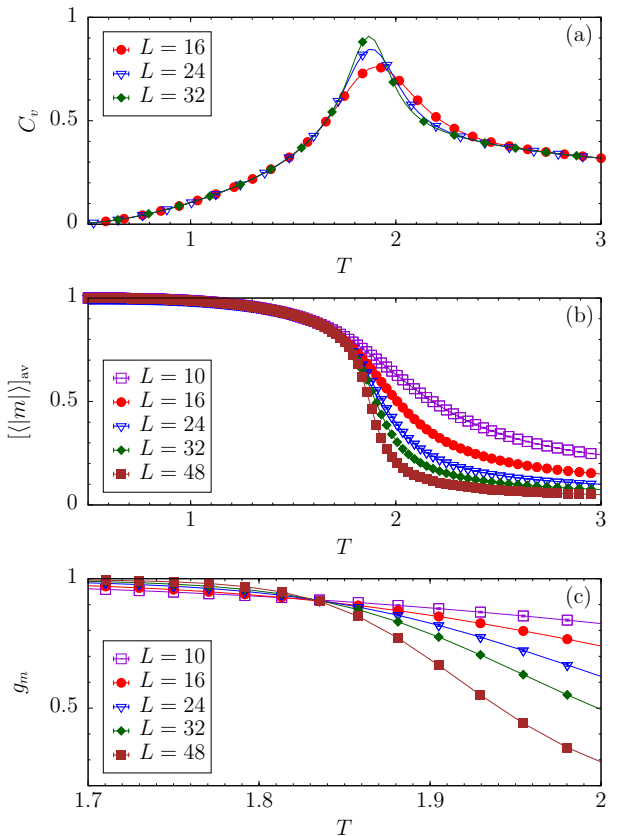 (a)
L = 16
L = 24
L = 32
C_v
1
0.5
0
1 2 3
T
(b)
L = 10
L = 16
L = 24
L = 32
L = 48
[⟨|m|⟩]_av
1
0.5
0
1 2 3
T
(c)
L = 10
L = 16
L = 24
L = 32
L = 48
g_m
1
0.5
1.7 1.8 1.9 2
T